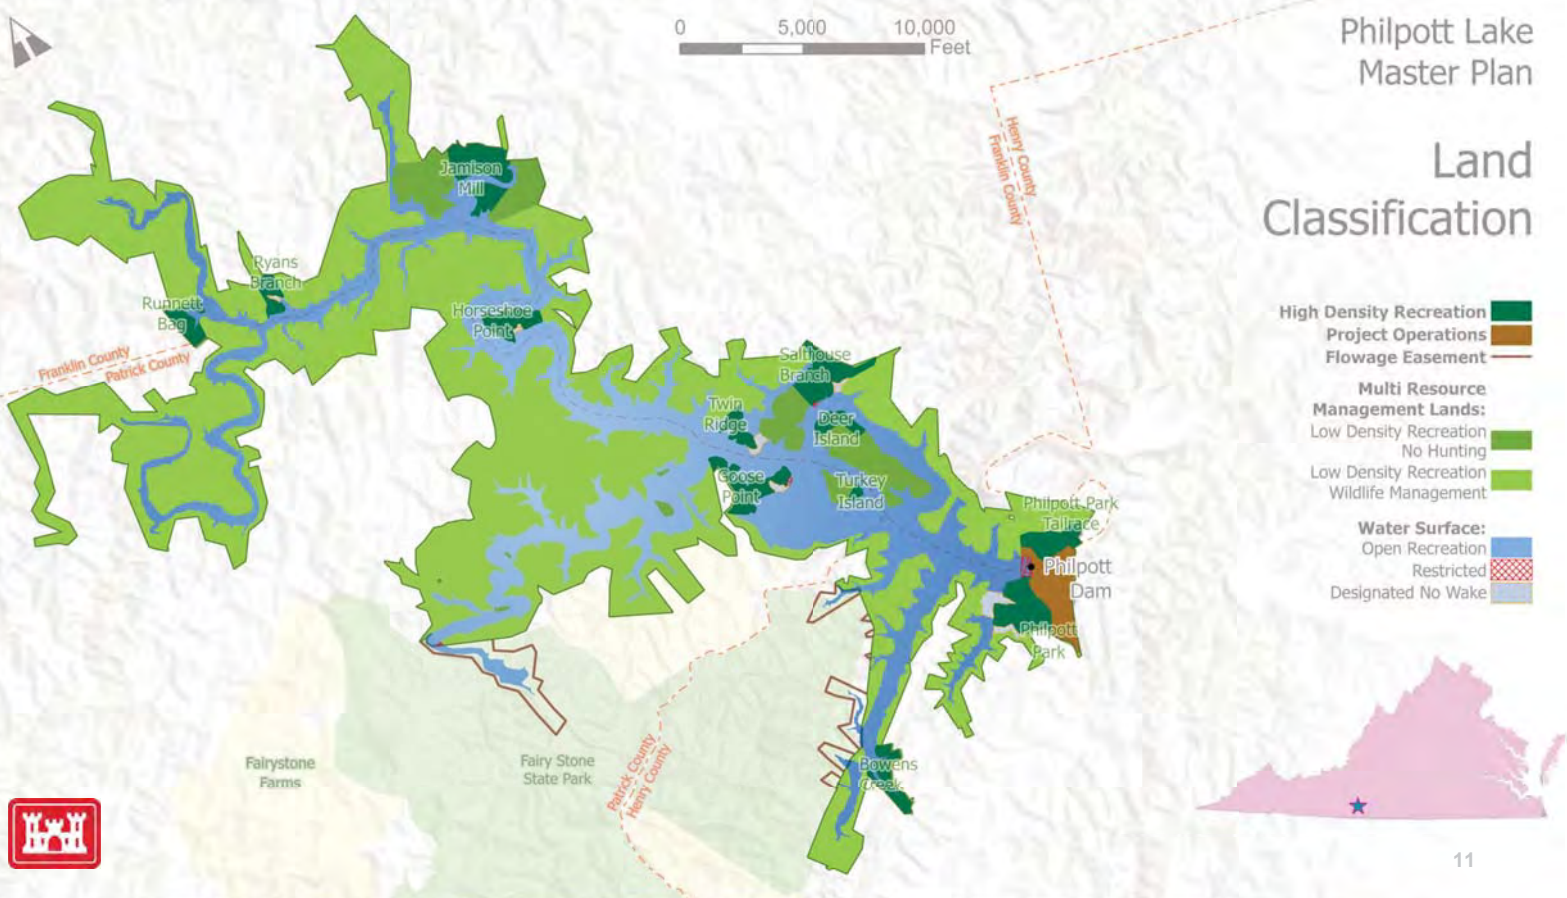 0 5,000 10,000
Feet
Philpott Lake
Master Plan
Land
Classification
High Density Recreation
Project Operations
Flowage Easement
Multi Resource
Management Lands:
Low Density Recreation
No Hunting
Low Density Recreation
Wildlife Management
Water Surface:
Open Recreation
Restricted
Designated No Wake
Henry County
Franklin County
Jamison
Mill
Ryans
Branch
Runnett
Bag
Franklin County
Patrick County
Horseshoe
Point
Salthouse
Branch
Twin
Ridge
Deer
Island
Goose
Point
Turkey
Island
Philpott Park
Tailrace
Philpott
Dam
Philpott
Park
Fairystone
Farms
Fairy Stone
State Park
Patrick County
Henry County
Bowens
Creek
11